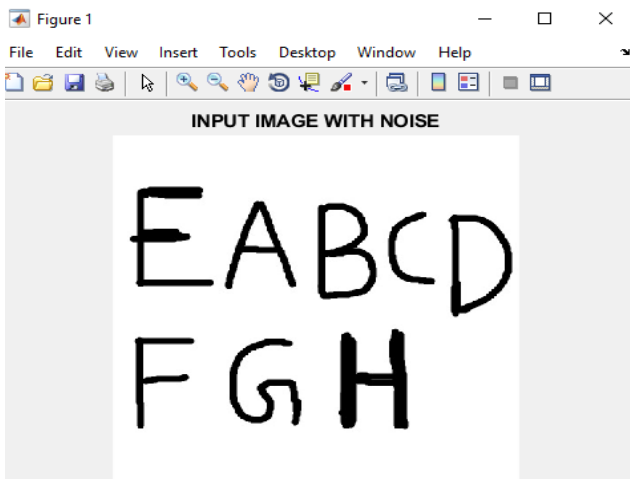 Figure 1
File Edit View Insert Tools Desktop Window Help
INPUT IMAGE WITH NOISE
EABCD
FGH